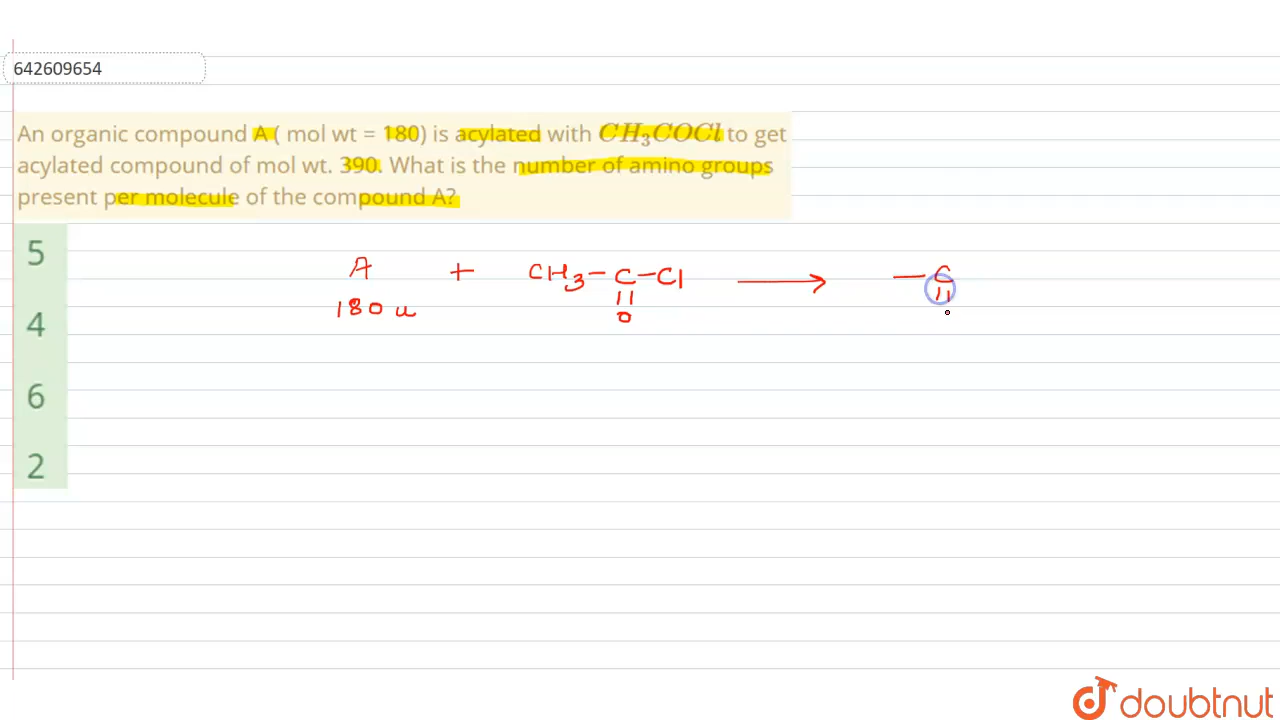 642609654
An organic compound A ( mol wt = 180) is acylated with CH₃COCl to get
acylated compound of mol wt. 390. What is the number of amino groups
present per molecule of the compound A?
5
4
6
2
A + CH₃ – C – Cl ⟶ – C
180 u || ||
o
doubtnut